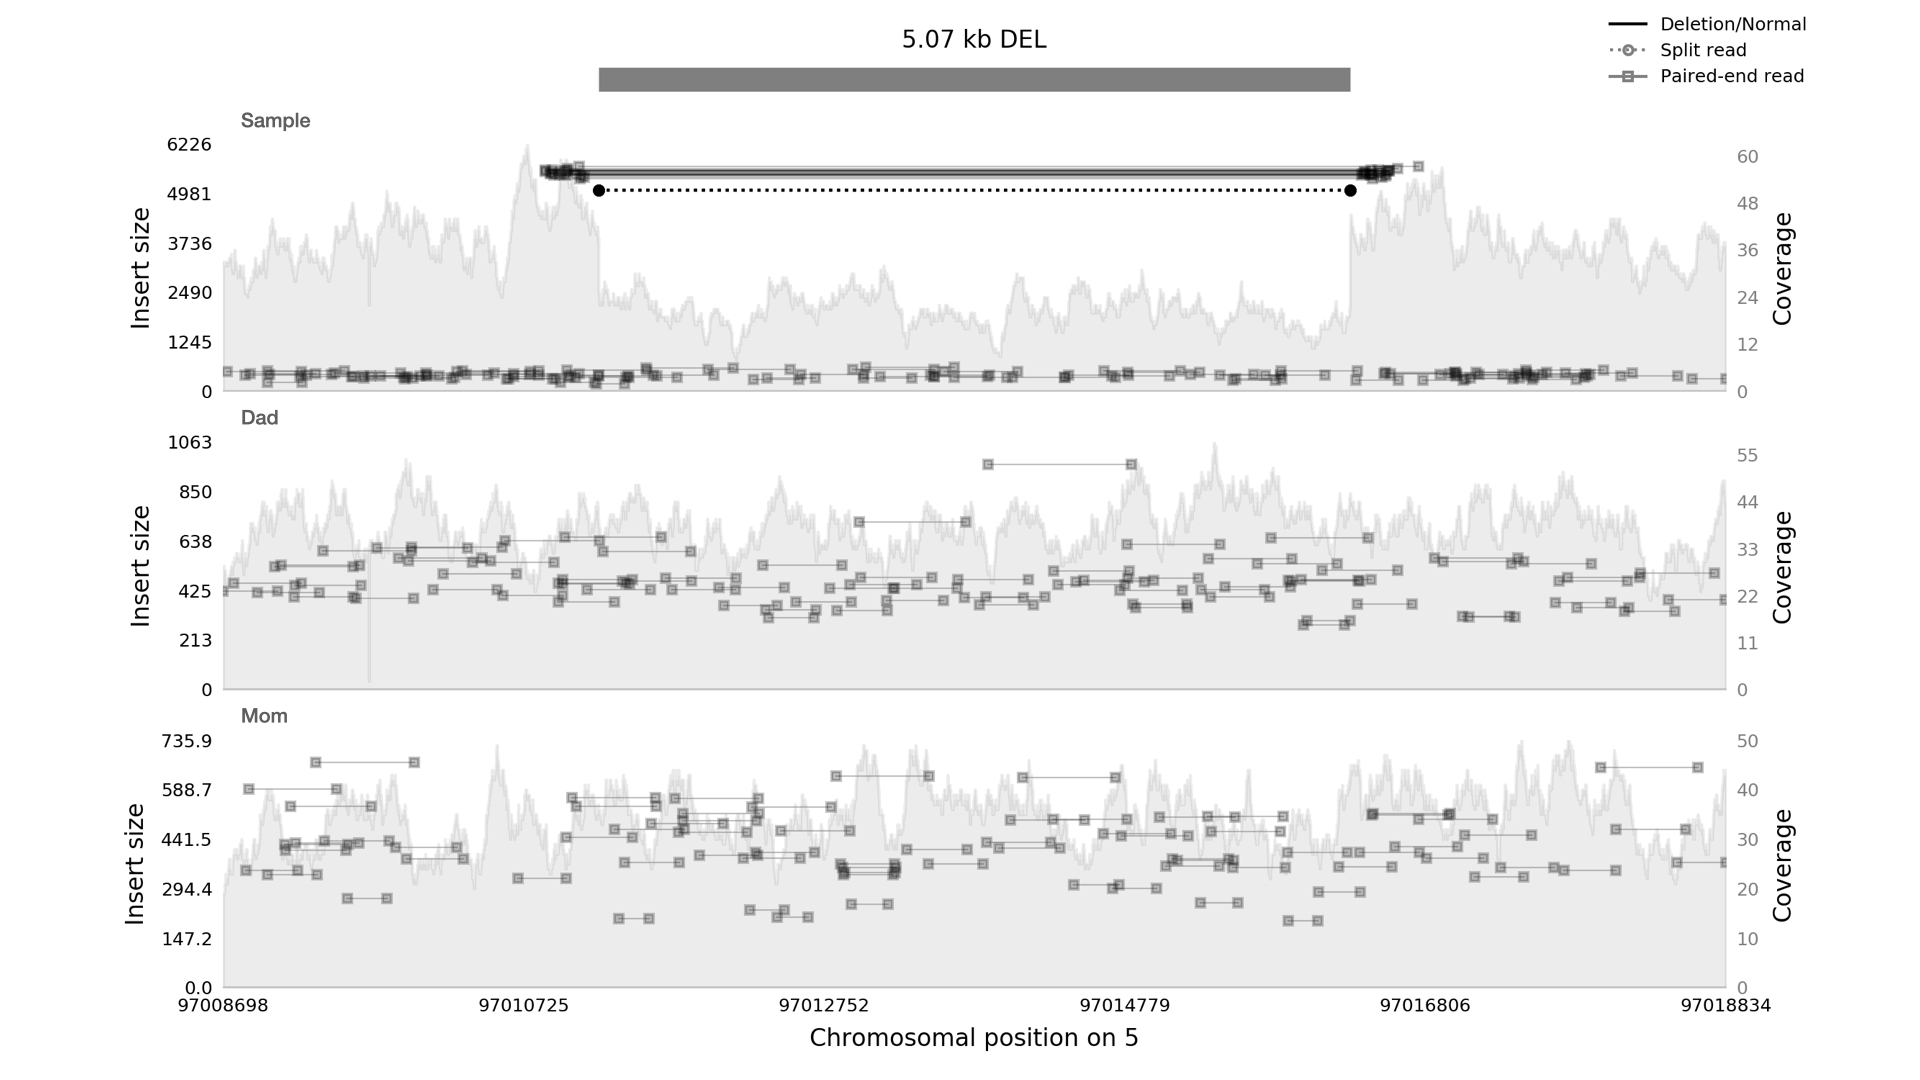 5.07 kb DEL
Deletion/Normal
Split read
Paired-end read
Sample
6226
4981
3736
2490
1245
0
Insert size
60
48
36
24
12
0
Coverage
Dad
1063
850
638
425
213
0
Insert size
55
44
33
22
11
0
Coverage
Mom
735.9
588.7
441.5
294.4
147.2
0.0
Insert size
50
40
30
20
10
0
Coverage
97008698 97010725 97012752 97014779 97016806 97018834
Chromosomal position on 5